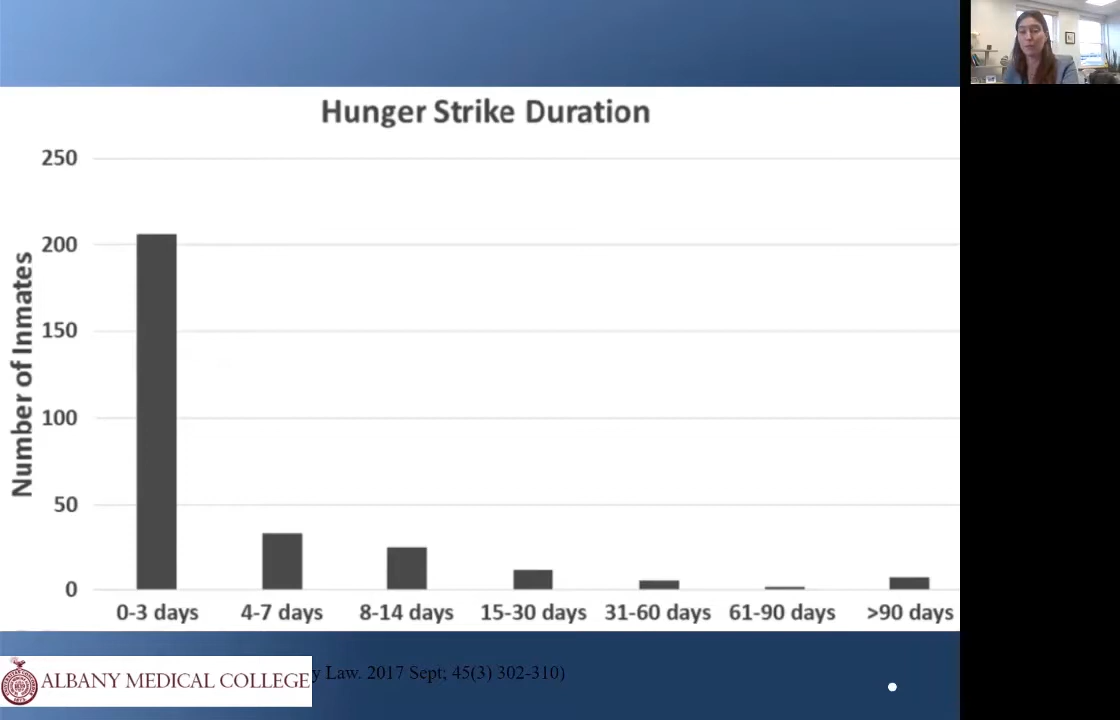 Hunger Strike Duration
250
200
150
100
50
0
Number of Inmates
0-3 days 4-7 days 8-14 days 15-30 days 31-60 days 61-90 days >90 days
Law. 2017 Sept; 45(3) 302-310)
ALBANY MEDICAL COLLEGE